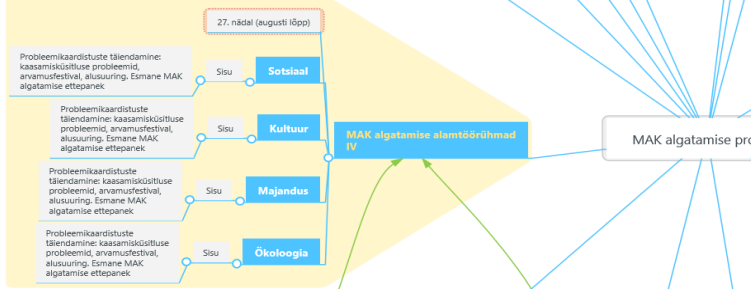 27. nädal (augusti lõpp)
Probleemikaardistuste täiendamine:
kaasamisküsitluse probleemid,
arvamusfestival, alusuuring. Esmane MAK
algatamise ettepanek
Sisu
Sotsiaal
Probleemikaardistuste
täiendamine: kaasamisküsitluse
probleemid, arvamusfestival,
alusuuring. Esmane MAK
algatamise ettepanek
Sisu
Kultuur
MAK algatamise alamtöörühmad
IV
MAK algatamise pro
Probleemikaardistuste
täiendamine: kaasamisküsitluse
probleemid, arvamusfestival,
alusuuring. Esmane MAK
algatamise ettepanek
Sisu
Majandus
Probleemikaardistuste
täiendamine: kaasamisküsitluse
probleemid, arvamusfestival,
alusuuring. Esmane MAK
algatamise ettepanek
Sisu
Ökoloogia